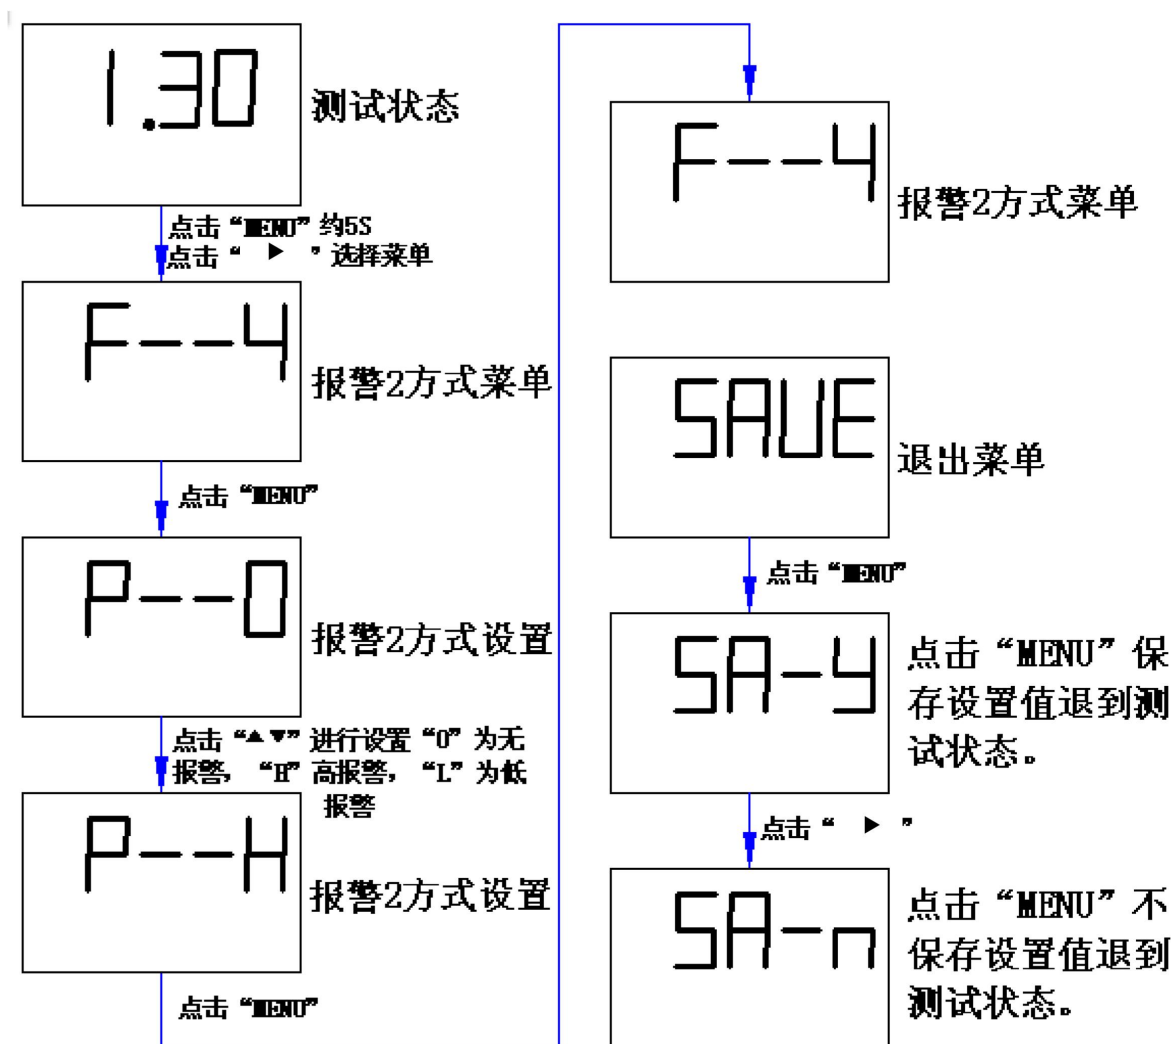 1.30
测试状态
点击“MENU”约5S
点击“ ▶ ”选择菜单
F--4
报警2方式菜单
点击“MENU”
P--0
报警2方式设置
点击“▲▼”进行设置“0”为无
报警，“H”高报警，“L”为低
报警
P--H
报警2方式设置
点击“MENU”
F--4
报警2方式菜单
SAVE
退出菜单
点击“MENU”
SA-y
点击“MENU”保
存设置值退到测
试状态。
点击“ ▶ ”
SA-n
点击“MENU”不
保存设置值退到
测试状态。